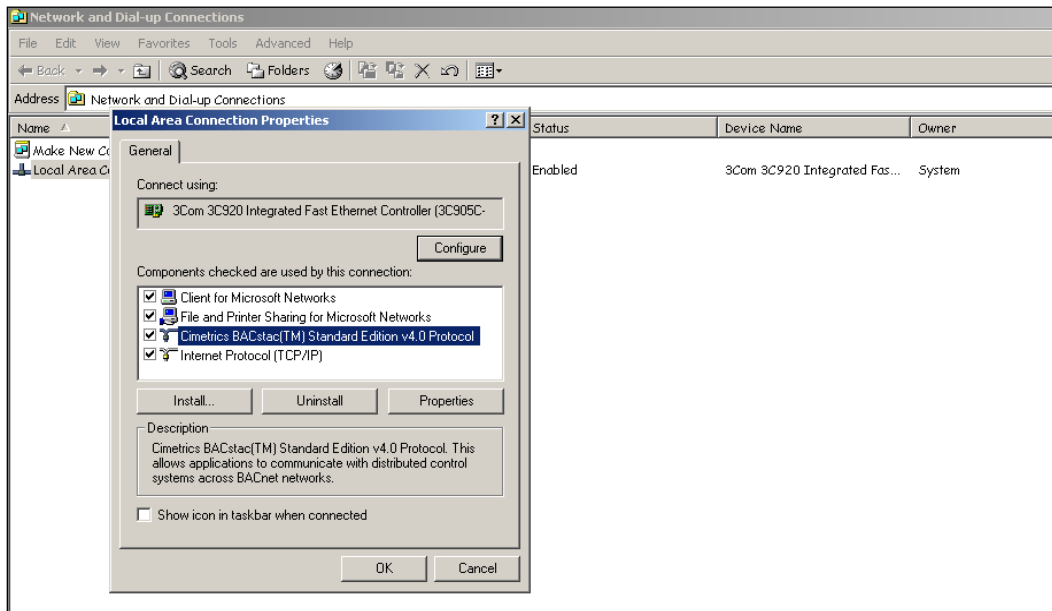 Network and Dial-up Connections
File Edit View Favorites Tools Advanced Help
Back Search Folders
Address Network and Dial-up Connections
Name Status Device Name Owner
Make New Co
Local Area C Enabled 3Com 3C920 Integrated Fas... System
Local Area Connection Properties
General
Connect using:
3Com 3C920 Integrated Fast Ethernet Controller (3C905C-
Configure
Components checked are used by this connection:
Client for Microsoft Networks
File and Printer Sharing for Microsoft Networks
Cimetrics BACstac(TM) Standard Edition v4.0 Protocol
Internet Protocol (TCP/IP)
Install... Uninstall Properties
Description
Cimetrics BACstac(TM) Standard Edition v4.0 Protocol. This
allows applications to communicate with distributed control
systems across BACnet networks.
Show icon in taskbar when connected
OK Cancel